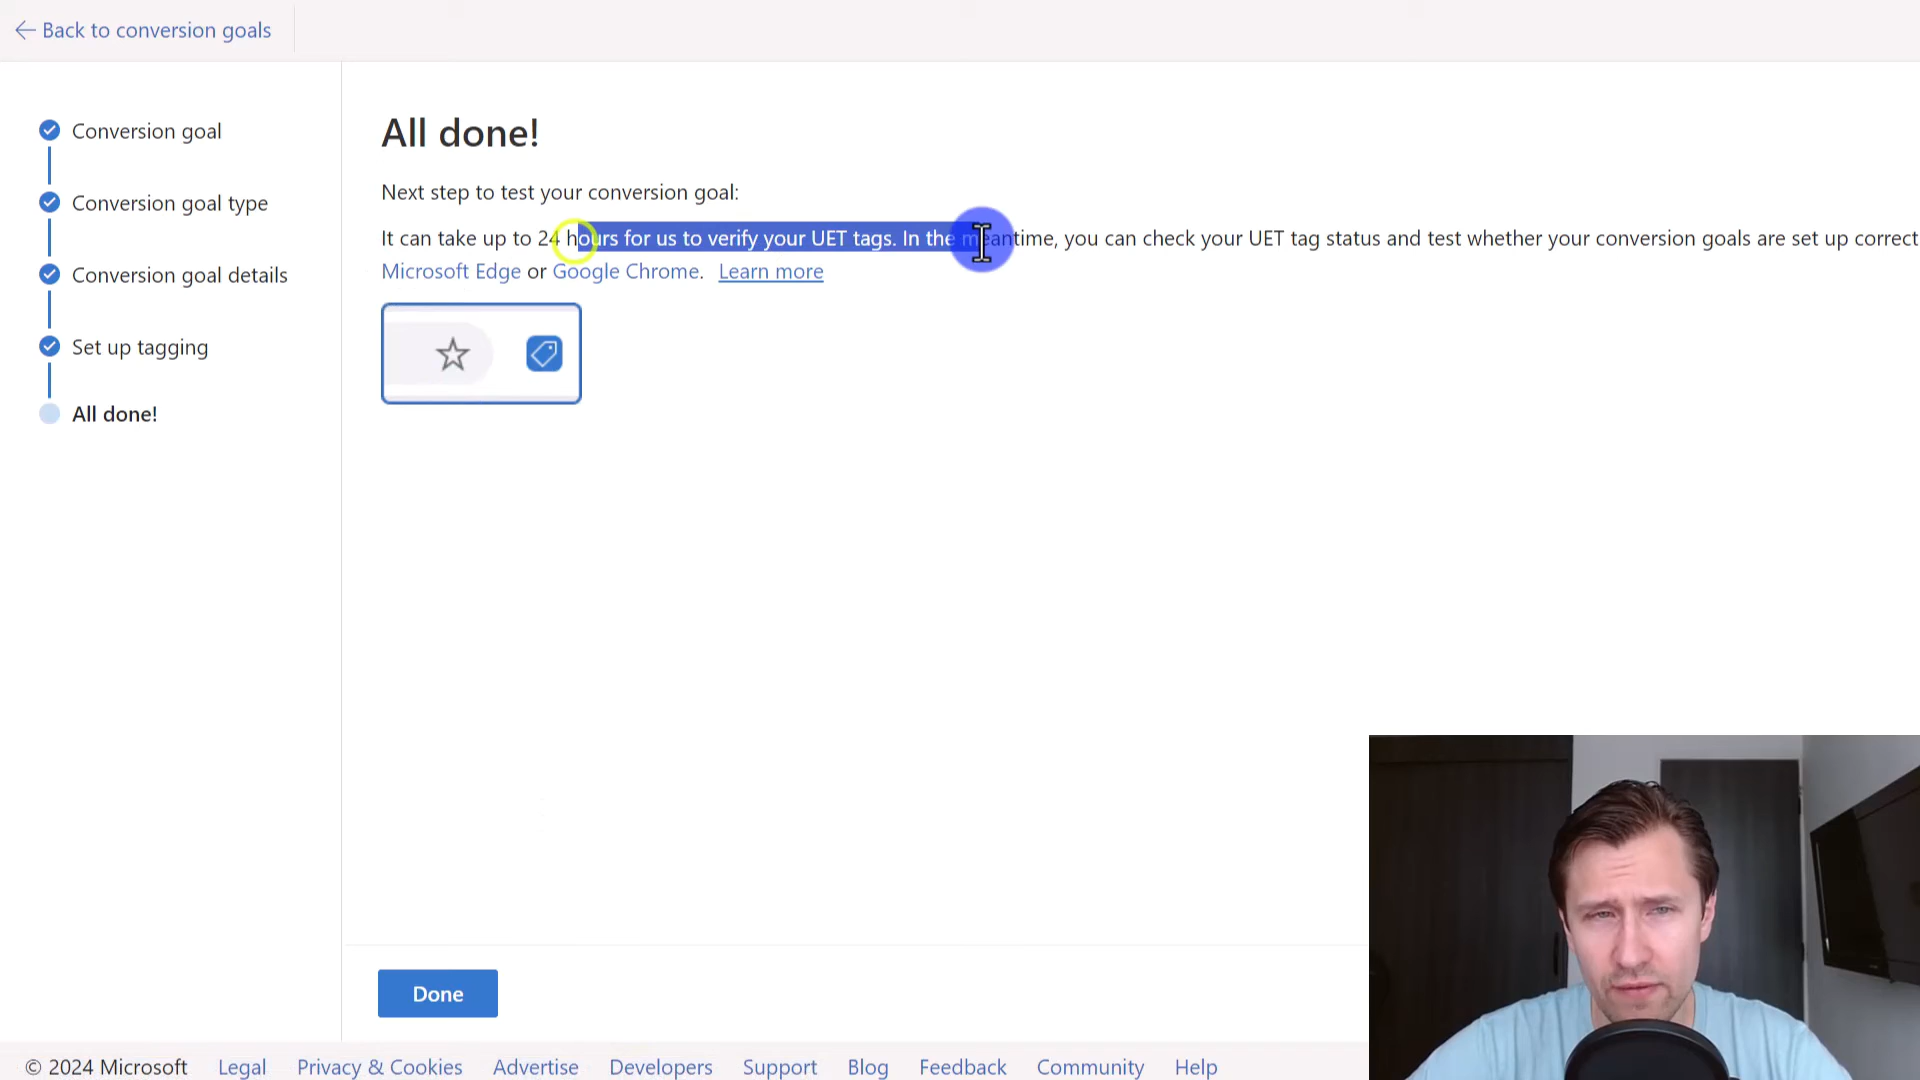 Back to conversion goals
Conversion goal
Conversion goal type
Conversion goal details
Set up tagging
All done!
All done!
Next step to test your conversion goal:
It can take up to 24 hours for us to verify your UET tags. In the meantime, you can check your UET tag status and test whether your conversion goals are set up correct
Microsoft Edge or Google Chrome. Learn more
Done
© 2024 Microsoft Legal Privacy & Cookies Advertise Developers Support Blog Feedback Community Help